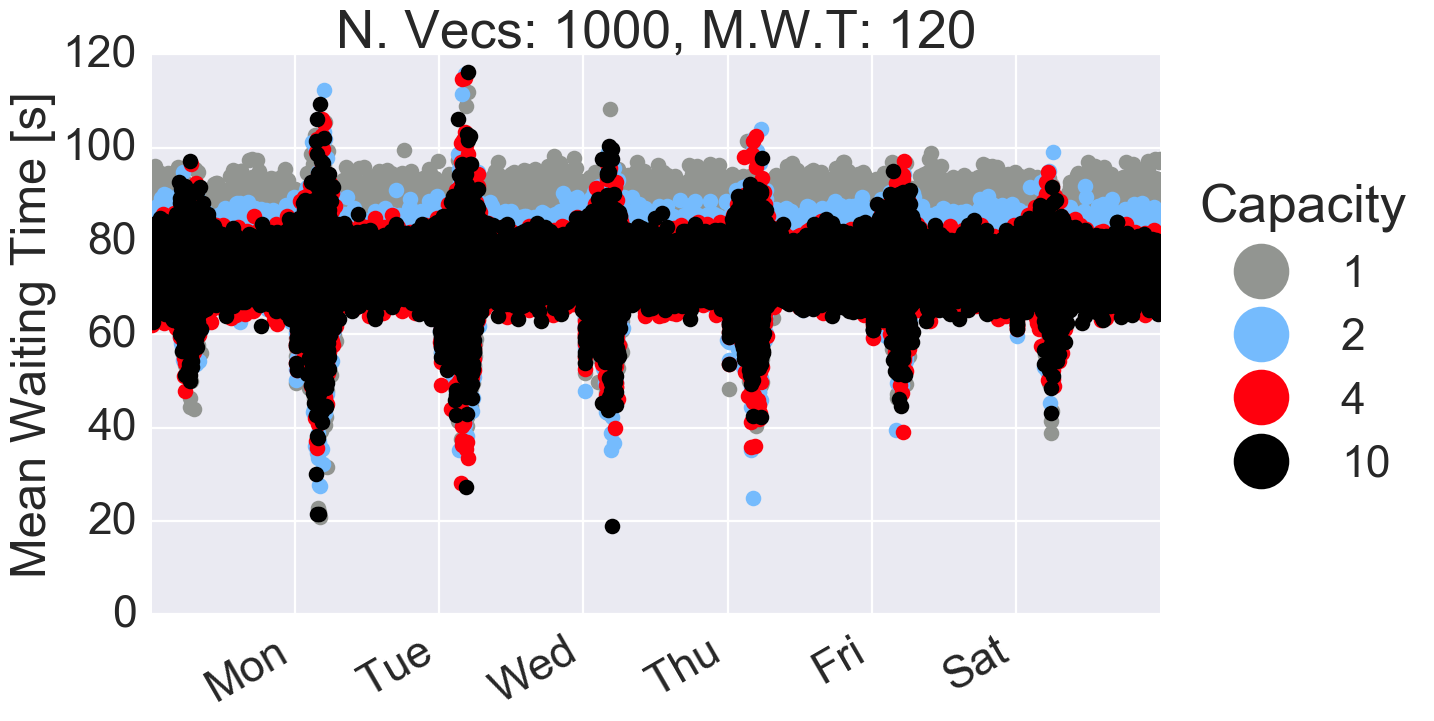 N. Vecs: 1000, M.W.T: 120
Mean Waiting Time [s]
120
100
80
60
40
20
0
Mon
Tue
Wed
Thu
Fri
Sat
Capacity
1
2
4
10